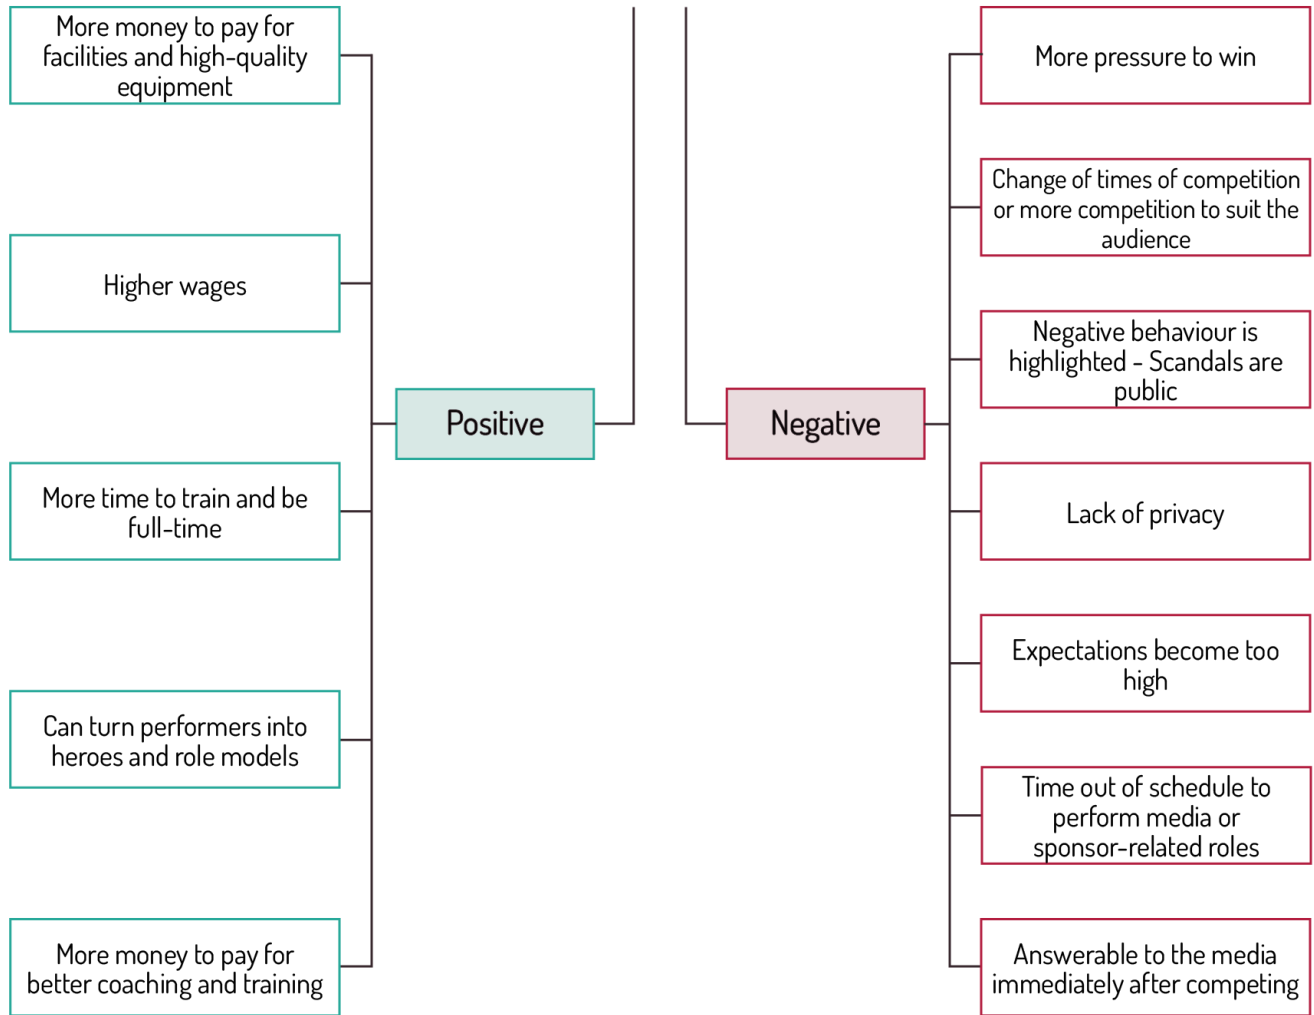 More money to pay for
facilities and high-quality
equipment
Higher wages
More time to train and be
full-time
Can turn performers into
heroes and role models
More money to pay for
better coaching and training
Positive
Negative
More pressure to win
Change of times of competition
or more competition to suit the
audience
Negative behaviour is
highlighted - Scandals are
public
Lack of privacy
Expectations become too
high
Time out of schedule to
perform media or
sponsor-related roles
Answerable to the media
immediately after competing